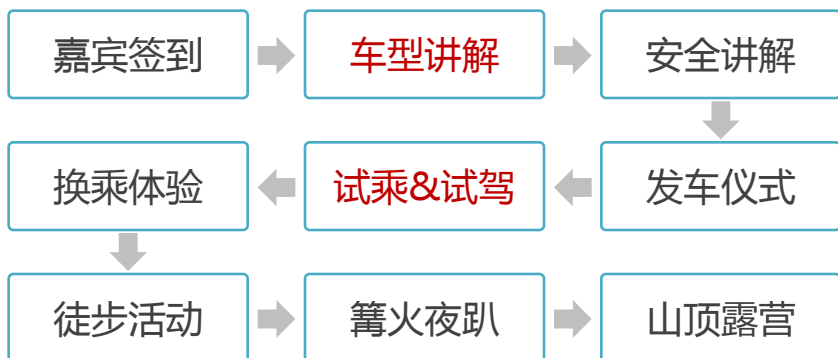 嘉宾签到
车型讲解
安全讲解
发车仪式
试乘&试驾
换乘体验
徒步活动
篝火夜趴
山顶露营